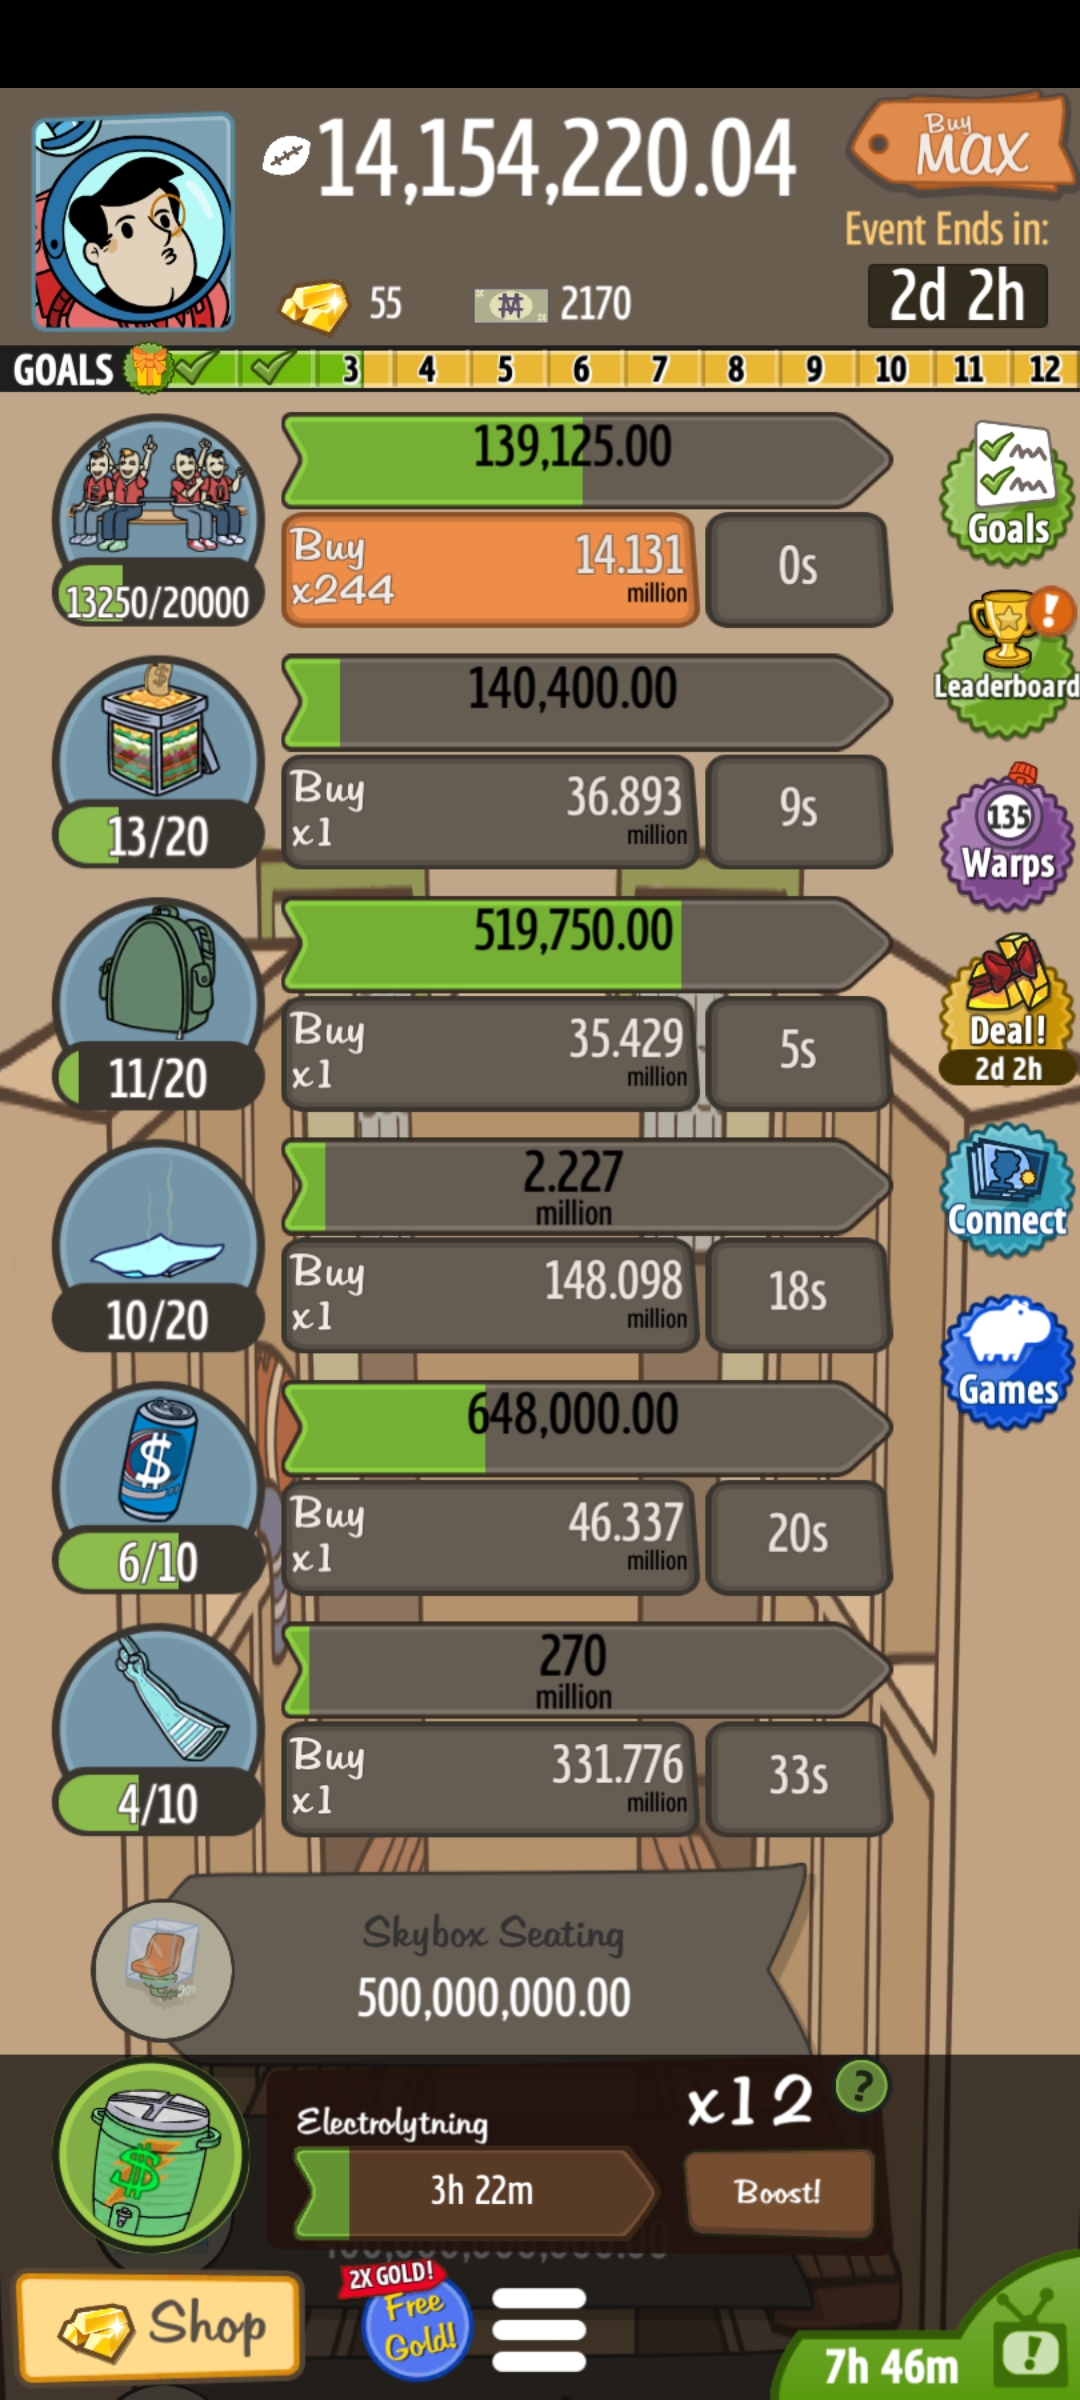 14,154,220.04
Buy
MAX
Event Ends in:
2d 2h
55
2170
GOALS
3 4 5 6 7 8 9 10 11 12
139,125.00
Buy
x244
14.131
million
0s
13250/20000
Goals
140,400.00
Leaderboard
Buy
x1
36.893
million
9s
13/20
135
Warps
519,750.00
Buy
x1
35.429
million
5s
11/20
Deal!
2d 2h
2.227
million
Buy
x1
148.098
million
18s
10/20
Connect
648,000.00
Games
$
Buy
x1
46.337
million
20s
6/10
270
million
Buy
x1
331.776
million
33s
4/10
Skybox Seating
500,000,000.00
Electrolytning
x12
?
$
3h 22m
Boost!
Shop
2X GOLD!
Free
Gold!
7h 46m
!